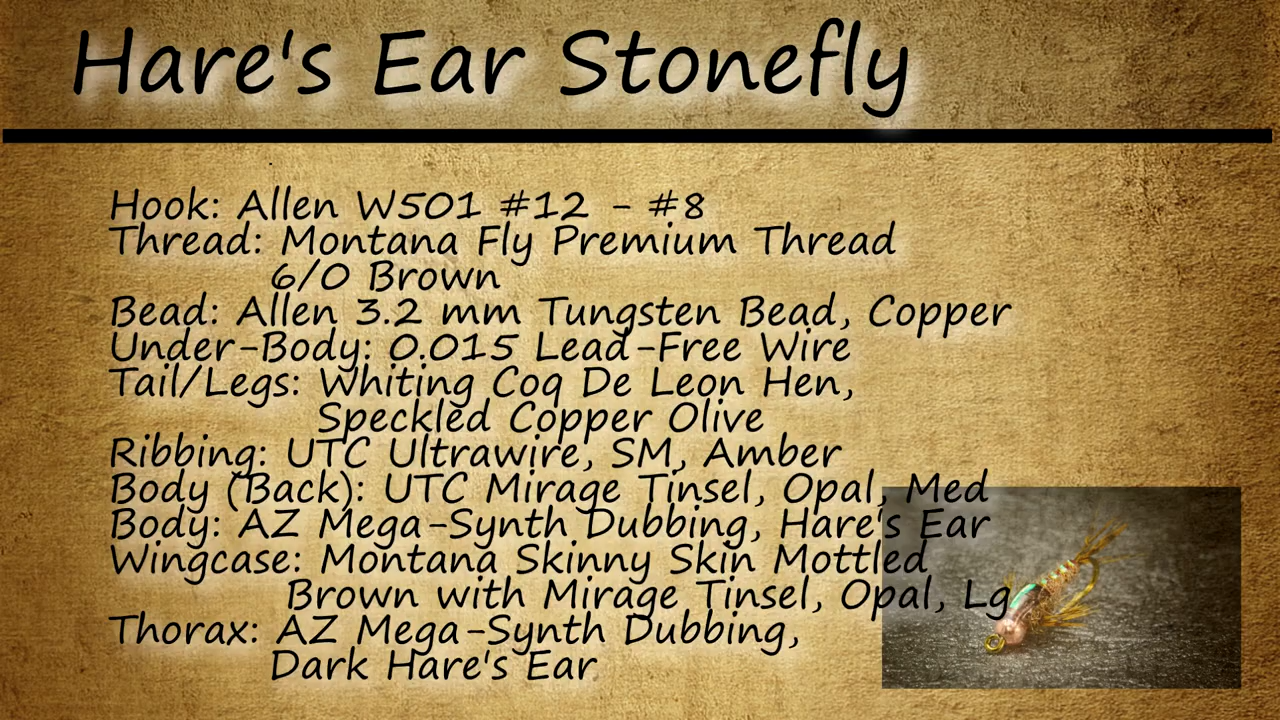 Hare's Ear Stonefly
Hook: Allen W501 #12 - #8
Thread: Montana Fly Premium Thread
6/0 Brown
Bead: Allen 3.2 mm Tungsten Bead, Copper
Under-Body: 0.015 Lead-Free Wire
Tail/Legs: Whiting Coq De Leon Hen,
Speckled Copper Olive
Ribbing: UTC Ultrawire, SM, Amber
Body (Back): UTC Mirage Tinsel, Opal, Med
Body: AZ Mega-Synth Dubbing, Hare's Ear
Wingcase: Montana Skinny Skin Mottled
Brown with Mirage Tinsel, Opal, Lg
Thorax: AZ Mega-Synth Dubbing,
Dark Hare's Ear